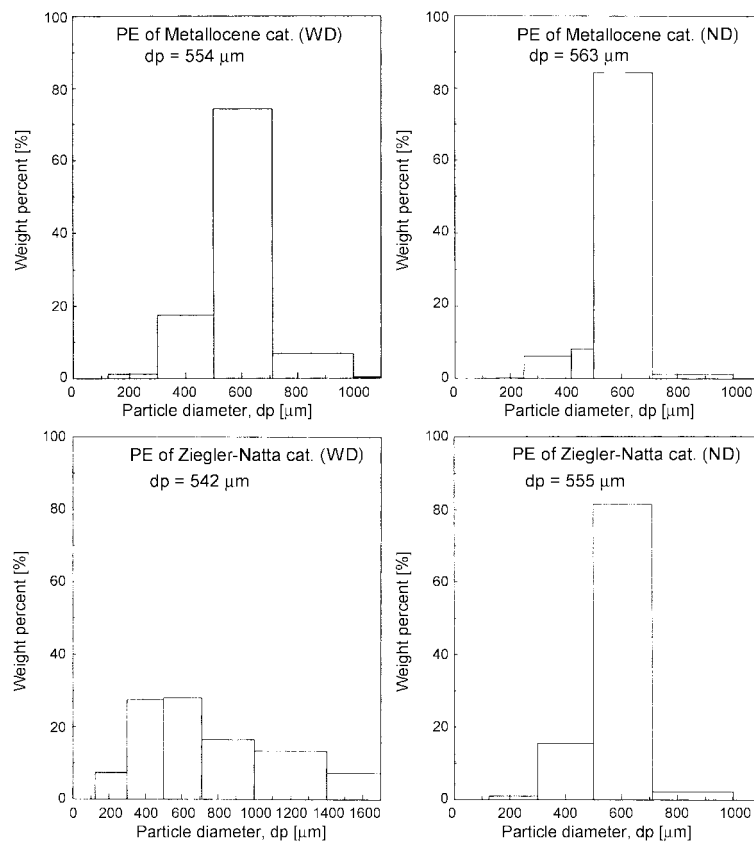 PE of Metallocene cat. (WD)
dp = 554 μm
Weight percent [%]
100
80
60
40
20
0
0 200 400 600 800 1000
Particle diameter, dp [μm]
PE of Metallocene cat. (ND)
dp = 563 μm
Weight percent [%]
100
80
60
40
20
0
0 200 400 600 800 1000
Particle diameter, dp [μm]
PE of Ziegler-Natta cat. (WD)
dp = 542 μm
Weight percent [%]
100
80
60
40
20
0
0 200 400 600 800 1000 1200 1400 1600
Particle diameter, dp [μm]
PE of Ziegler-Natta cat. (ND)
dp = 555 μm
Weight percent [%]
100
80
60
40
20
0
0 200 400 600 800 1000
Particle diameter, dp [μm]